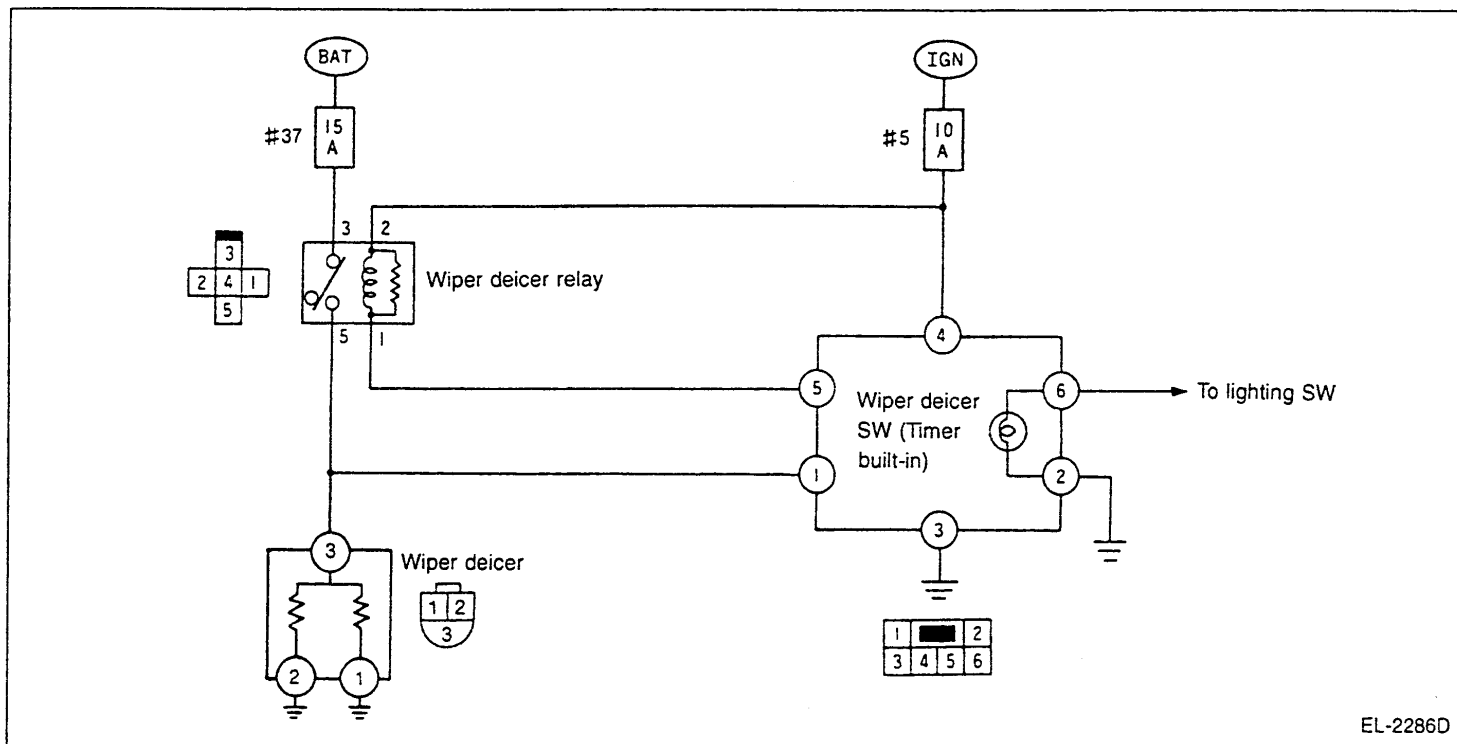 BAT
IGN
#37
15
A
#5
10
A
3 2
3
2 4 1
5
Wiper deicer relay
5 1
4
5
6
To lighting SW
Wiper deicer
SW (Timer
built-in)
1
2
3
3
Wiper deicer
1 2
3
2 1
1 2
3 4 5 6
EL-2286D